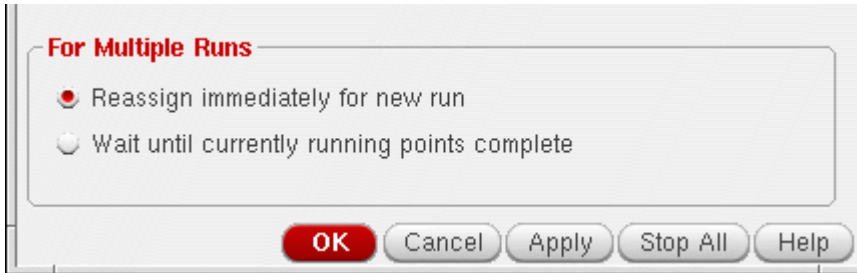 For Multiple Runs
Reassign immediately for new run
Wait until currently running points complete
OK Cancel Apply Stop All Help